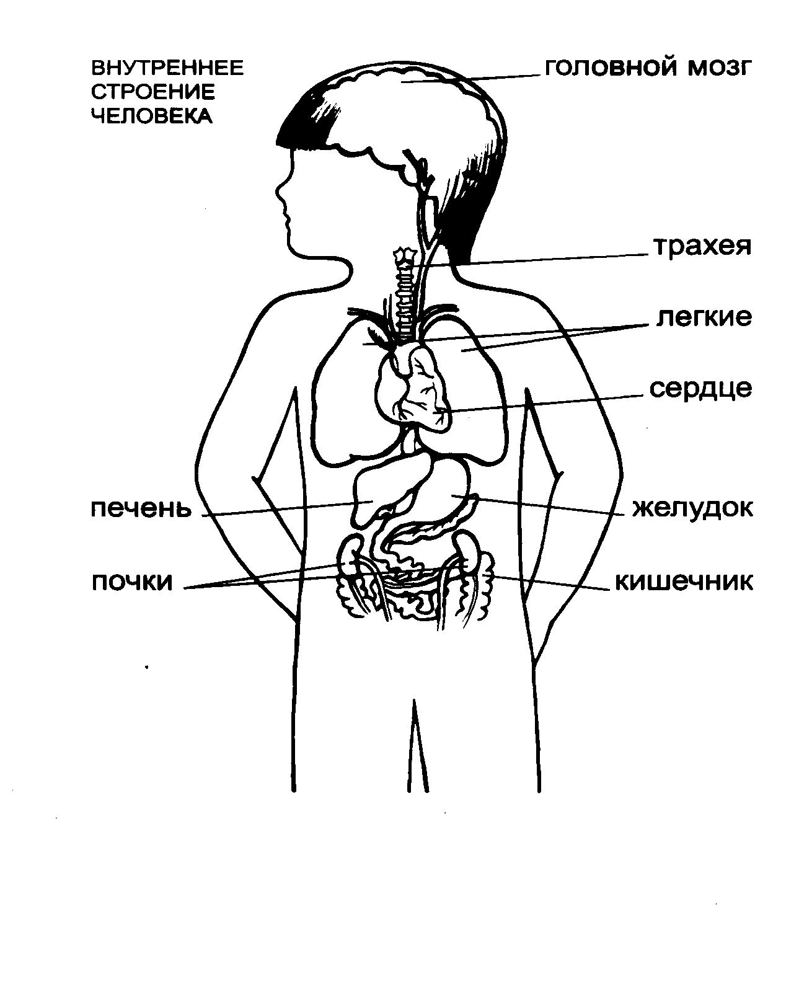 ВНУТРЕННЕЕ
СТРОЕНИЕ
ЧЕЛОВЕКА
ГОЛОВНОЙ МОЗГ
трахея
легкие
сердце
печень
желудок
почки
кишечник